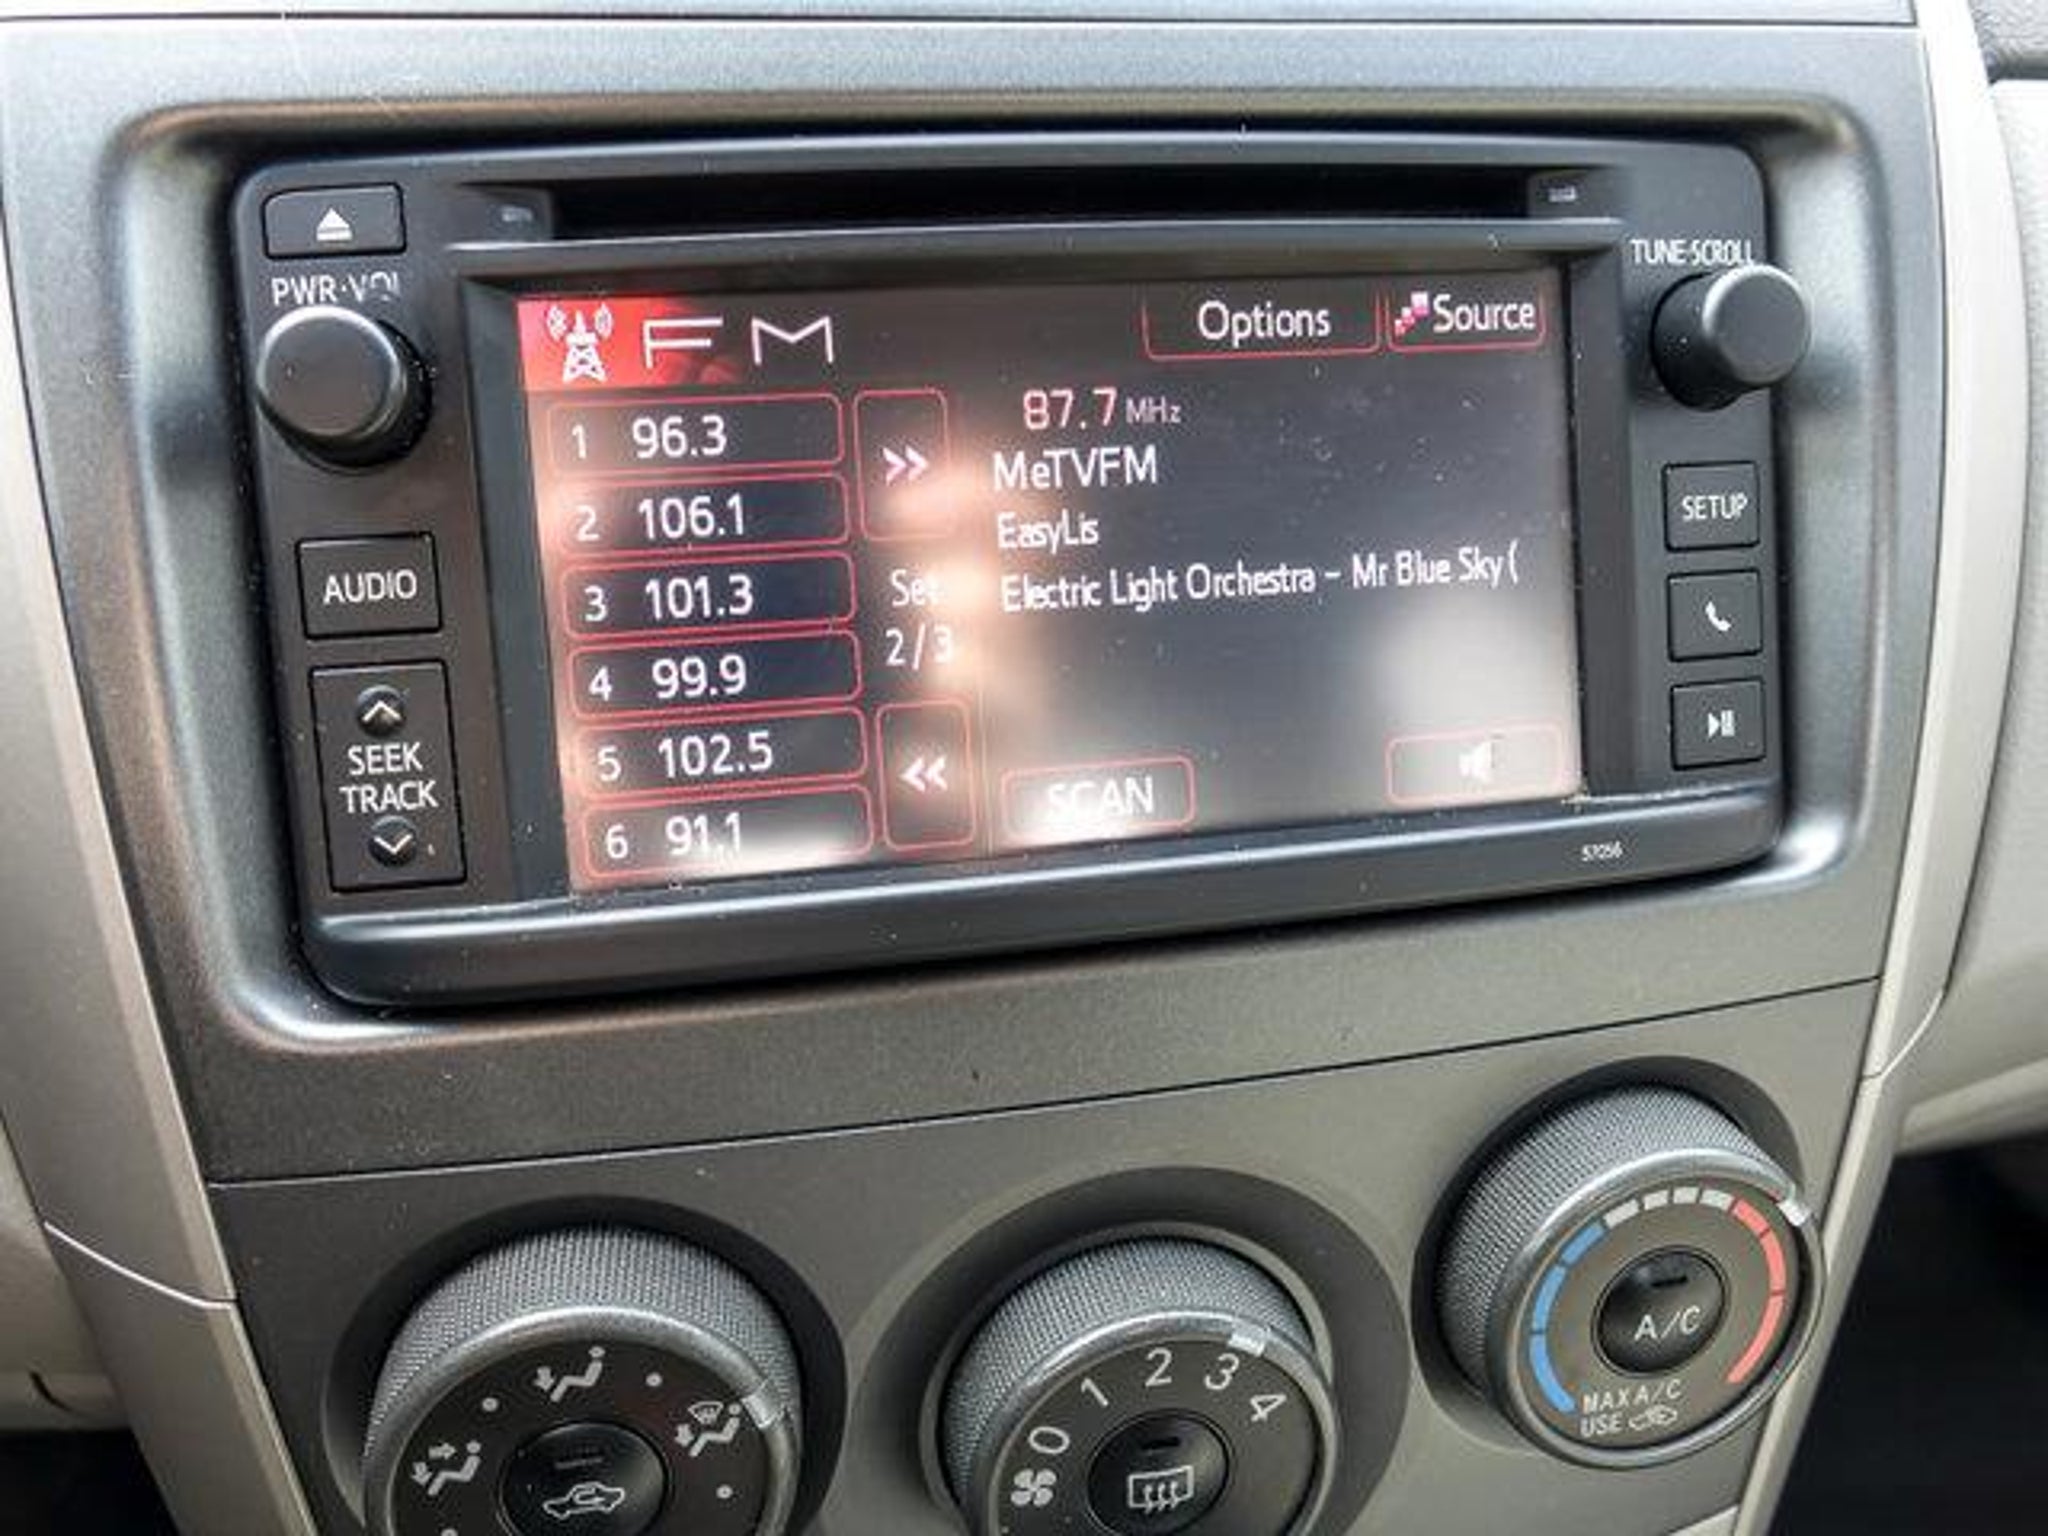 PWR·VOL
TUNE·SCROLL
FM
Options
Source
1 96.3
2 106.1
3 101.3
4 99.9
5 102.5
6 91.1
>>
Set
2/3
<<
87.7 MHz
MeTVFM
EasyLis
Electric Light Orchestra - Mr Blue Sky (
SCAN
AUDIO
SEEK
TRACK
SETUP
57056
0 1 2 3 4
A/C
MAX A/C
USE